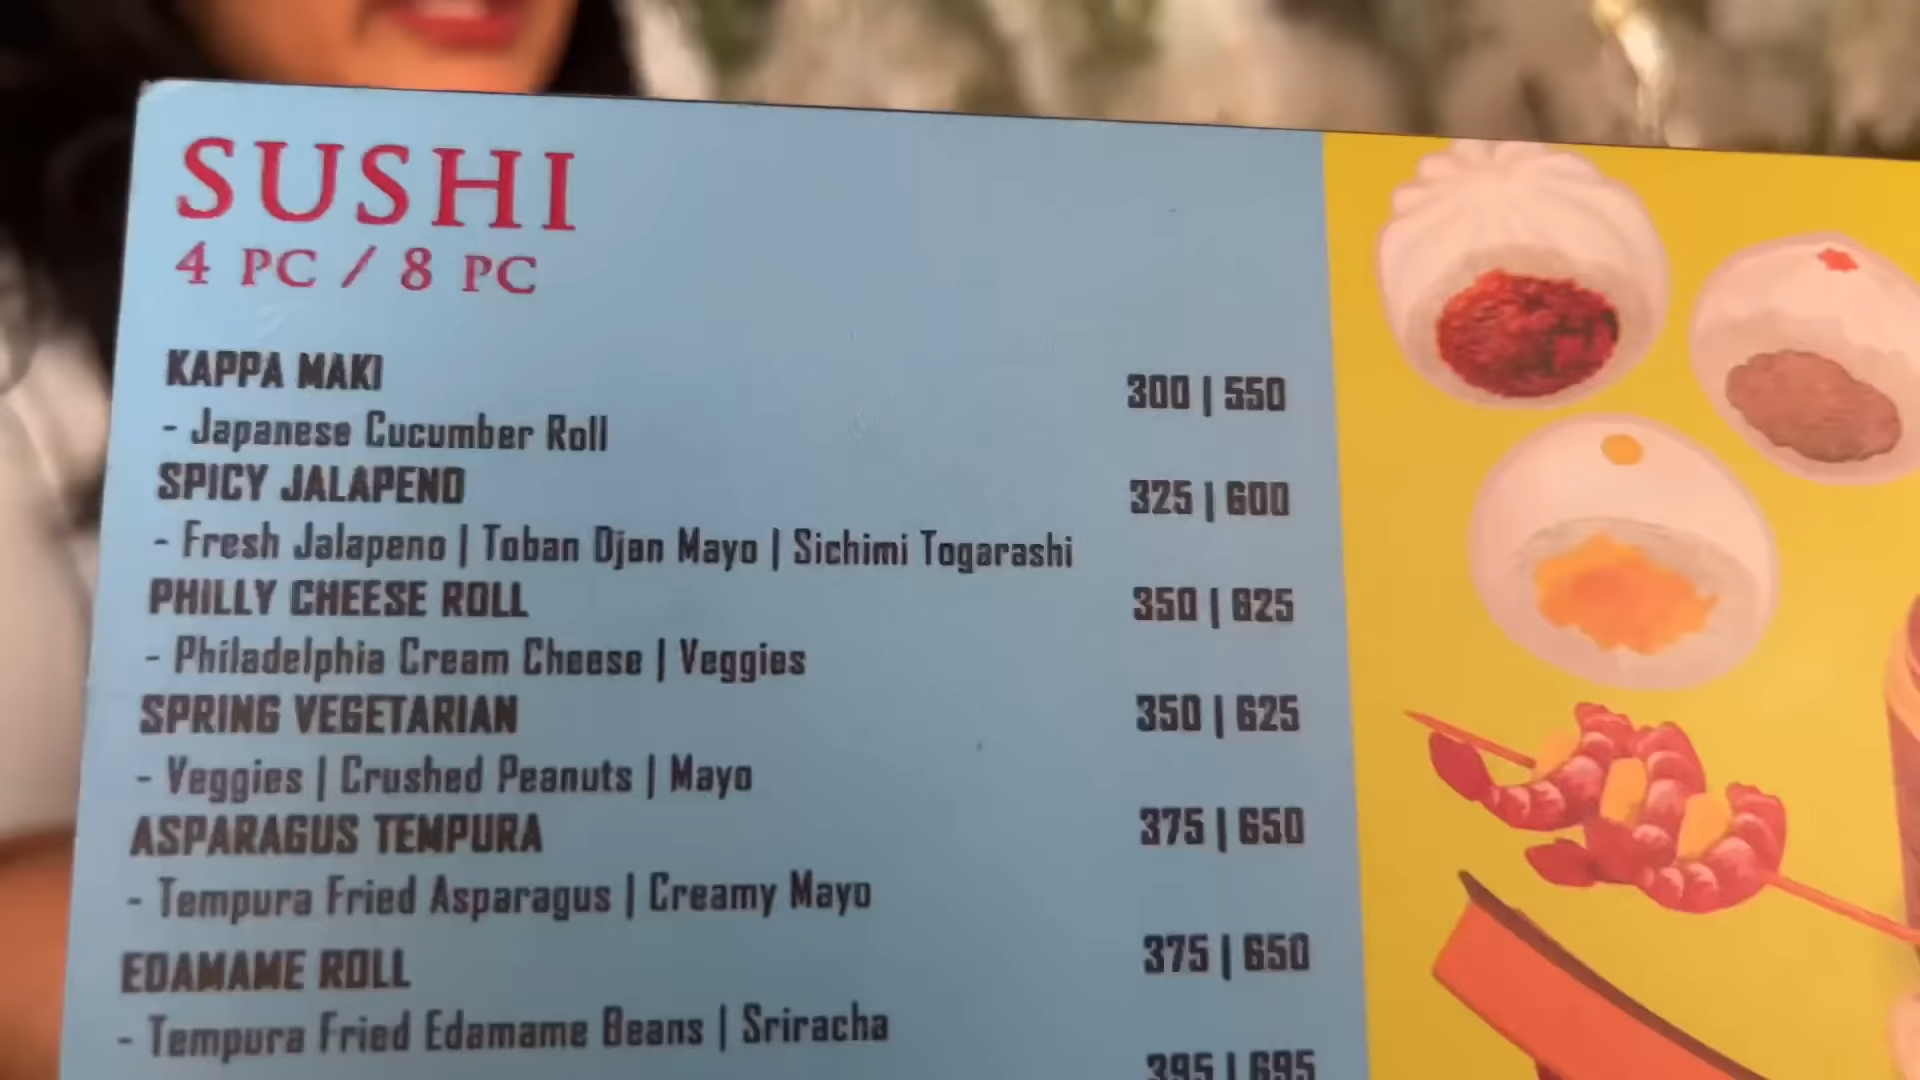 SUSHI
4 PC / 8 PC
KAPPA MAKI 300 | 550
- Japanese Cucumber Roll
SPICY JALAPENO 325 | 600
- Fresh Jalapeno | Toban Djan Mayo | Sichimi Togarashi
PHILLY CHEESE ROLL 350 | 625
- Philadelphia Cream Cheese | Veggies
SPRING VEGETARIAN 350 | 625
- Veggies | Crushed Peanuts | Mayo
ASPARAGUS TEMPURA 375 | 650
- Tempura Fried Asparagus | Creamy Mayo
EDAMAME ROLL 375 | 650
- Tempura Fried Edamame Beans | Sriracha
395 | 695